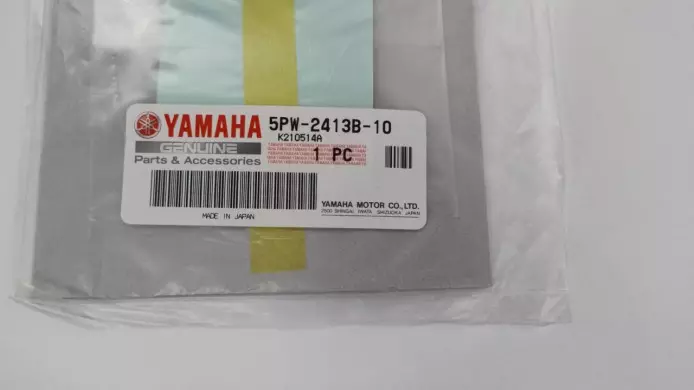 YAMAHA
GENUINE
Parts & Accessories
5PW-2413B-10
K210514A
1 PC
MADE IN JAPAN
YAMAHA MOTOR CO.,LTD.
2500 SHINGAI, IWATA, SHIZUOKA, JAPAN